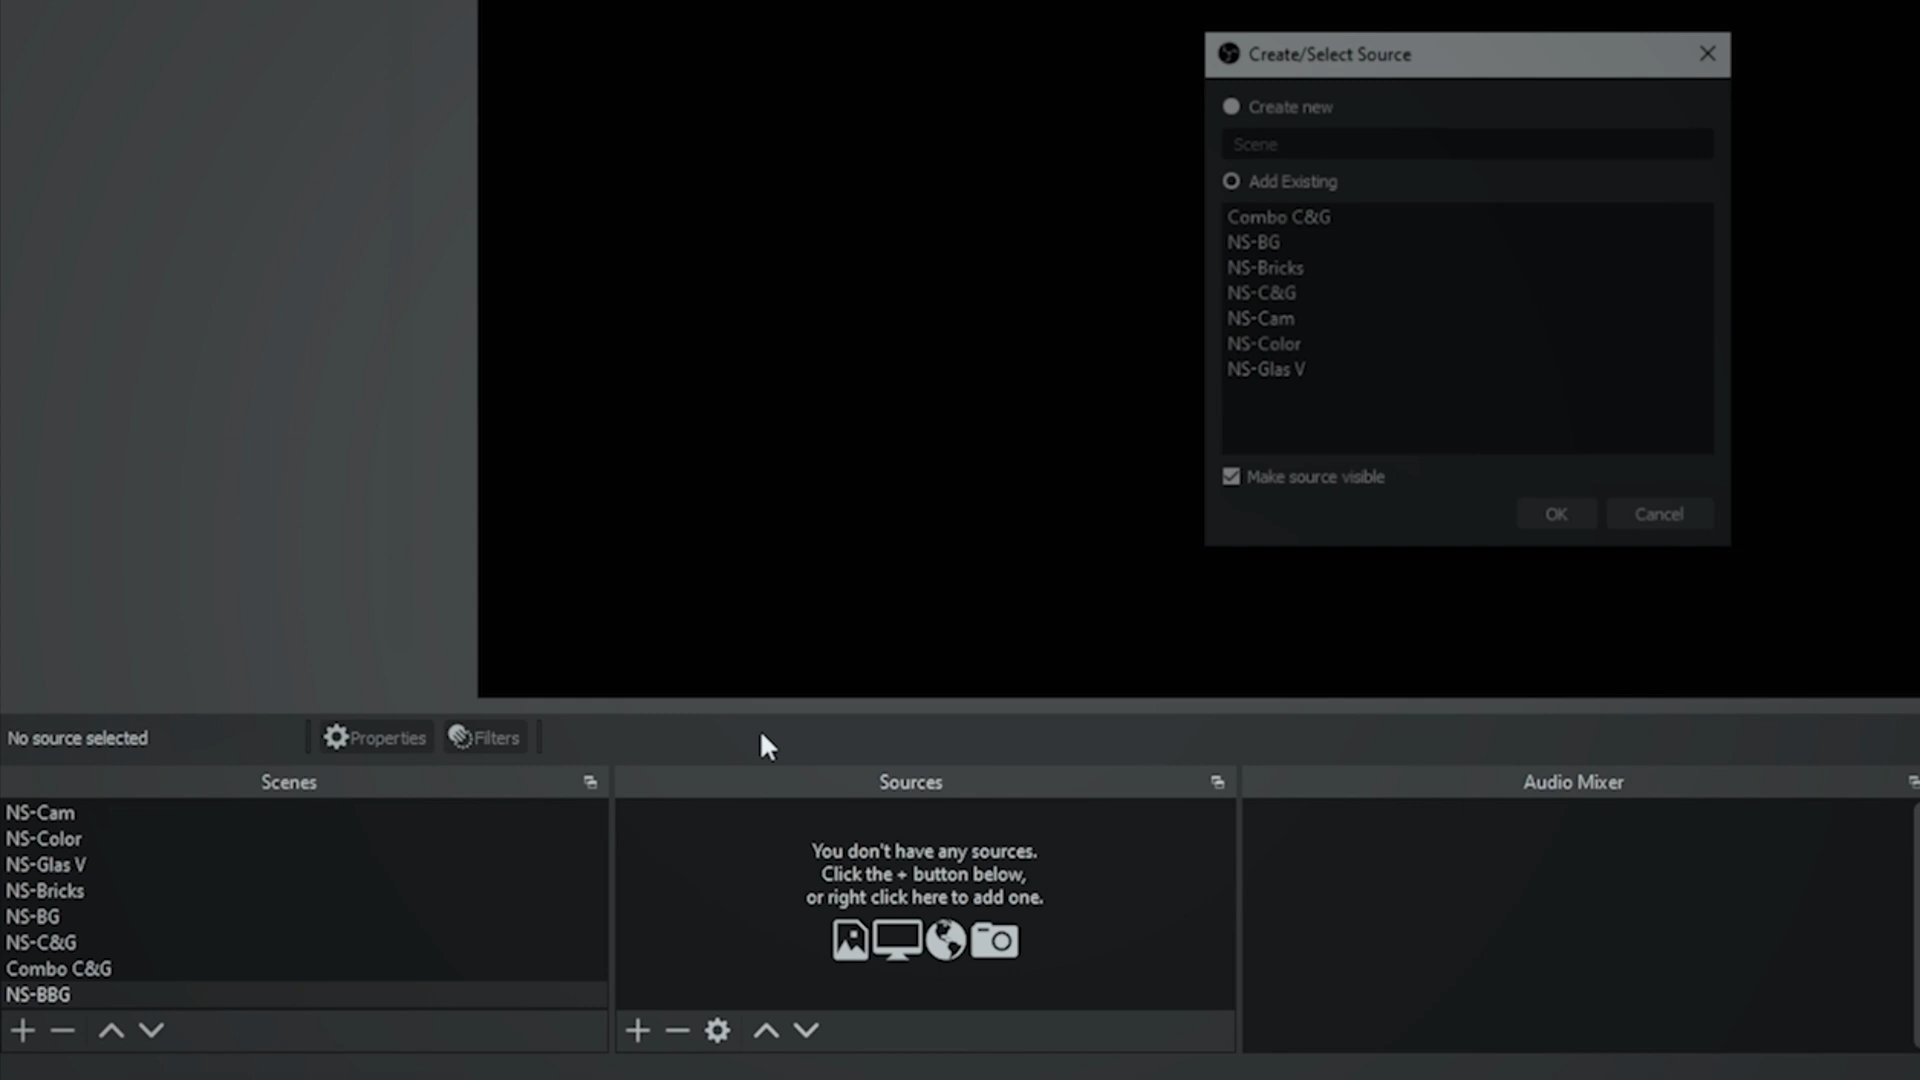 Create/Select Source
Create new
Scene
Add Existing
Combo C&G
NS-BG
NS-Bricks
NS-C&G
NS-Cam
NS-Color
NS-Glas V
Make source visible
OK
Cancel
No source selected
Properties
Filters
Scenes
Sources
Audio Mixer
NS-Cam
NS-Color
NS-Glas V
NS-Bricks
NS-BG
NS-C&G
Combo C&G
NS-BBG
You don't have any sources.
Click the + button below,
or right click here to add one.